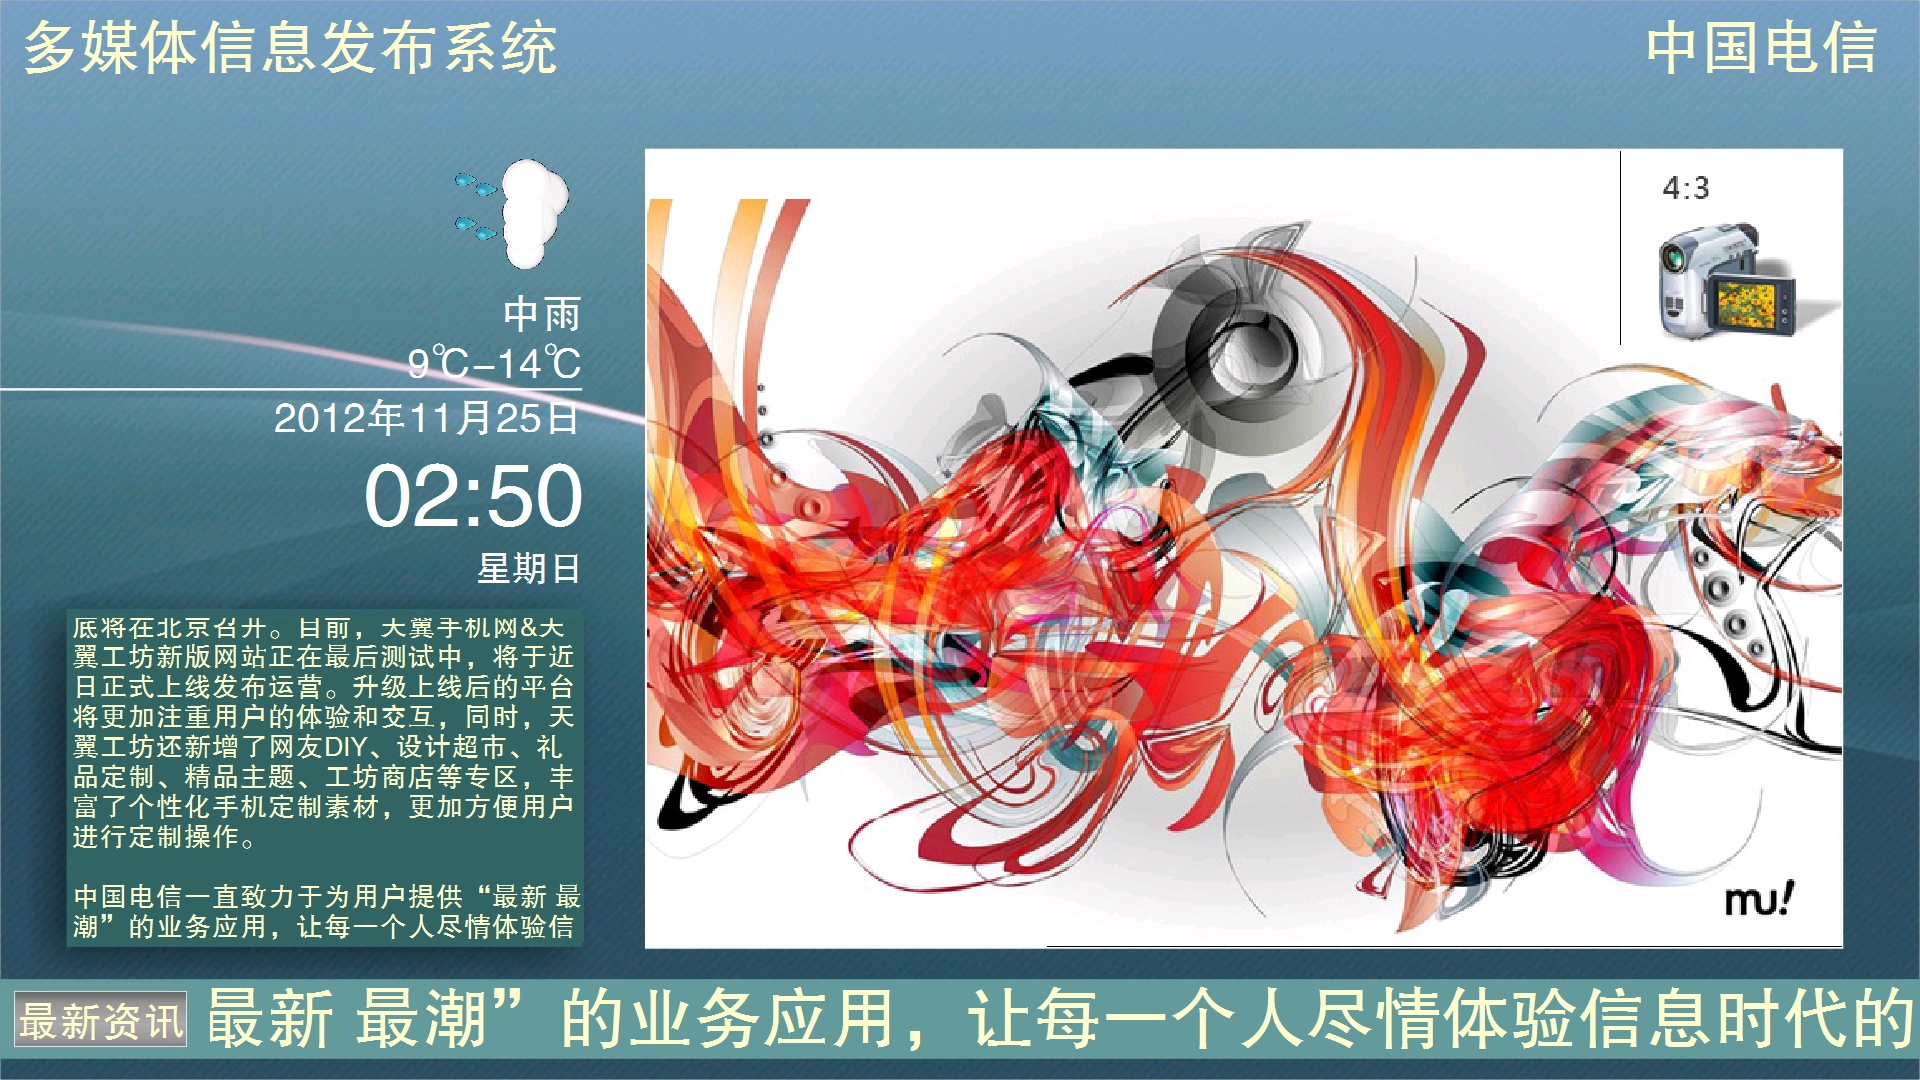 多媒体信息发布系统
中国电信
4:3
中雨
9℃-14℃
2012年11月25日
02:50
星期日
底将在北京召开。目前，天翼手机网&天
翼工坊新版网站正在最后测试中，将于近
日正式上线发布运营。升级上线后的平台
将更加注重用户的体验和交互，同时，天
翼工坊还新增了网友DIY、设计超市、礼
品定制、精品主题、工坊商店等专区，丰
富了个性化手机定制素材，更加方便用户
进行定制操作。
中国电信一直致力于为用户提供“最新 最
潮”的业务应用，让每一个人尽情体验信
mu!
最新资讯
最新 最潮”的业务应用，让每一个人尽情体验信息时代的